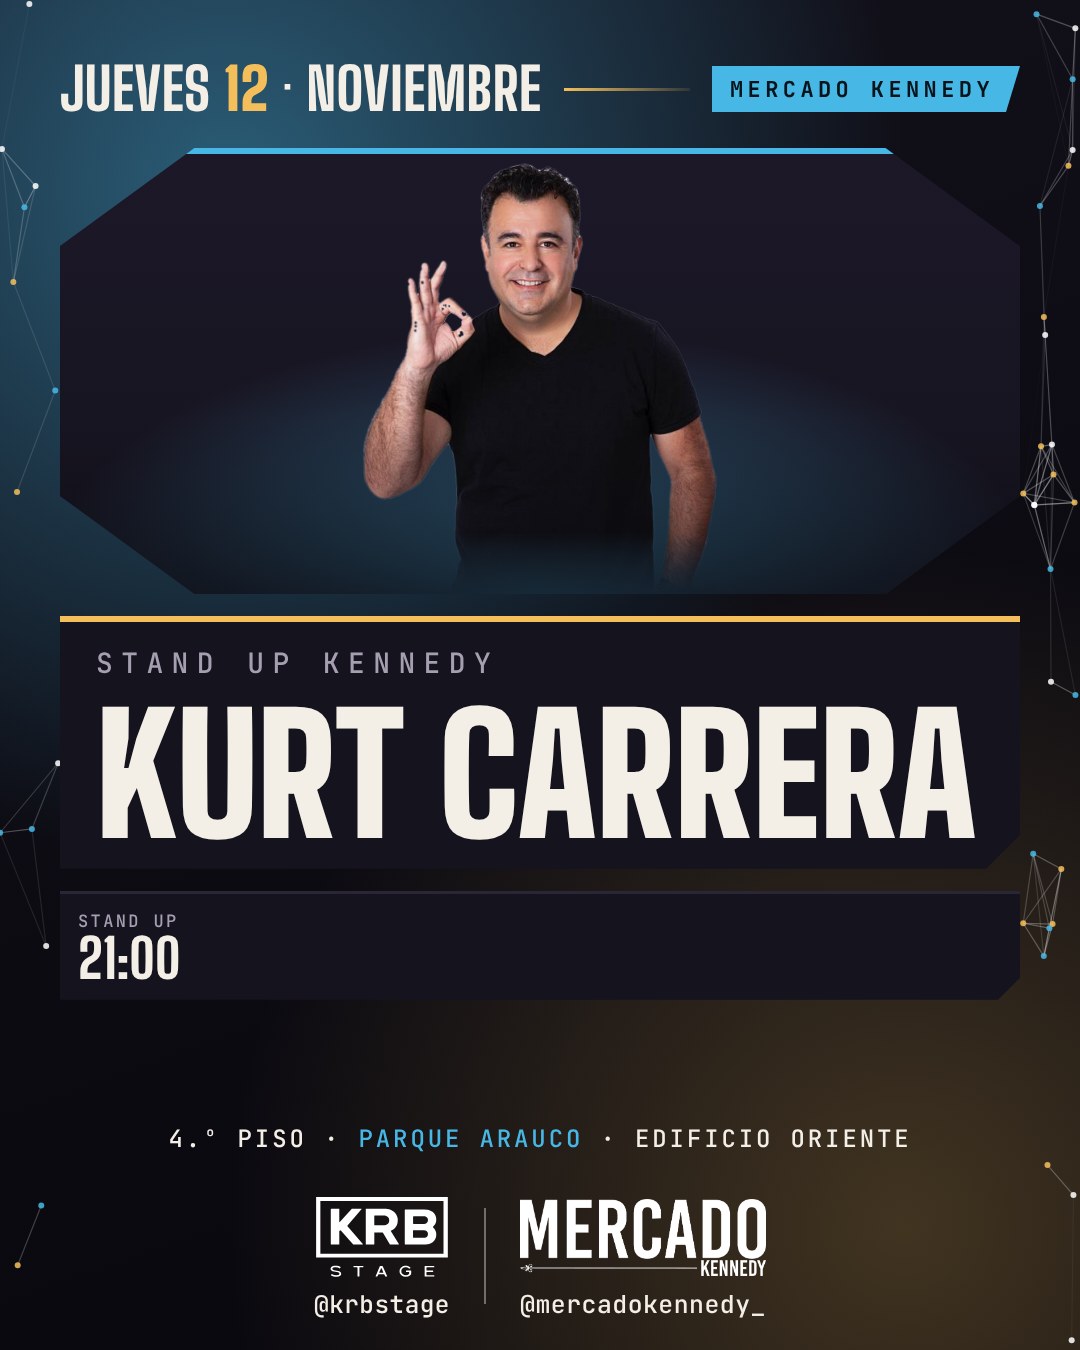 JUEVES 12 · NOVIEMBRE
MERCADO KENNEDY
STAND UP KENNEDY
KURT CARRERA
STAND UP
21:00
4.º PISO · PARQUE ARAUCO · EDIFICIO ORIENTE
KRB
STAGE
@krbstage
MERCADO
KENNEDY
@mercadokennedy_